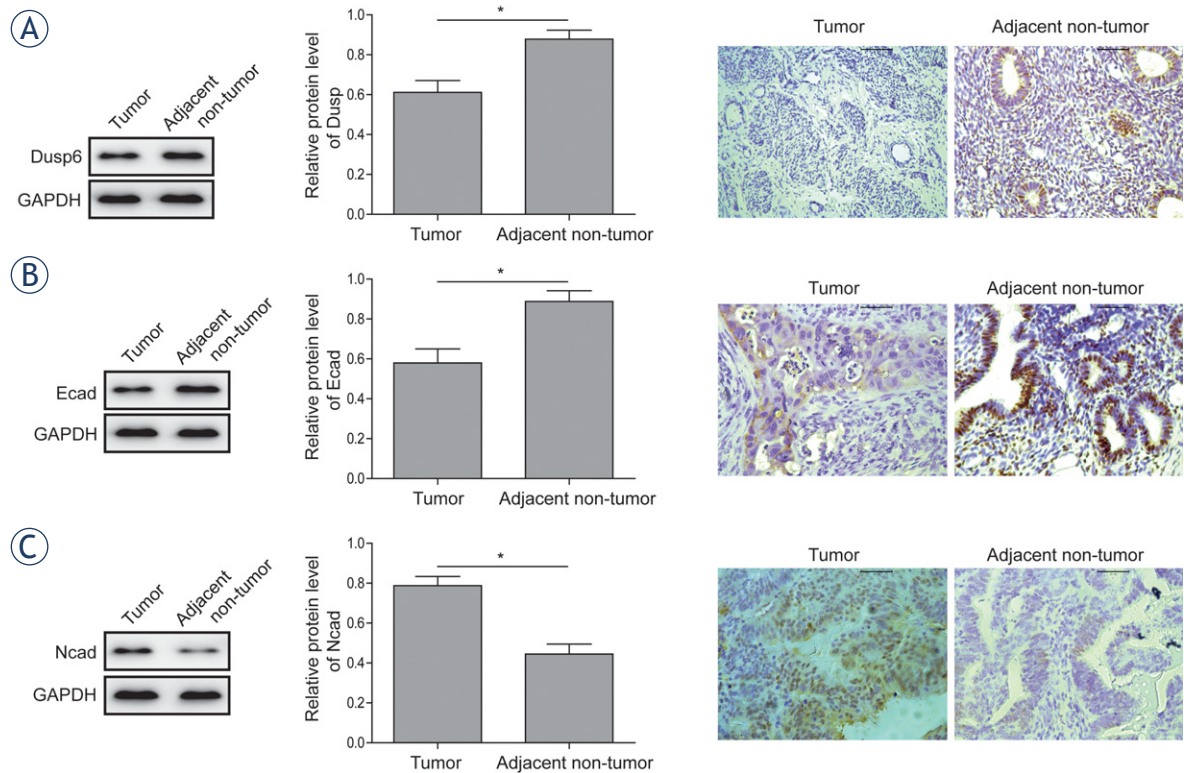 A
Tumor
Adjacent
non-tumor
Dusp6
GAPDH
Relative protein level
of Dusp
1.0
0.8
0.6
0.4
0.2
0.0
*
Tumor
Adjacent non-tumor
Tumor
Adjacent non-tumor
B
Tumor
Adjacent
non-tumor
Ecad
GAPDH
Relative protein level
of Ecad
1.0
0.8
0.6
0.4
0.2
0.0
*
Tumor
Adjacent non-tumor
Tumor
Adjacent non-tumor
C
Tumor
Adjacent
non-tumor
Ncad
GAPDH
Relative protein level
of Ncad
1.0
0.8
0.6
0.4
0.2
0.0
*
Tumor
Adjacent non-tumor
Tumor
Adjacent non-tumor